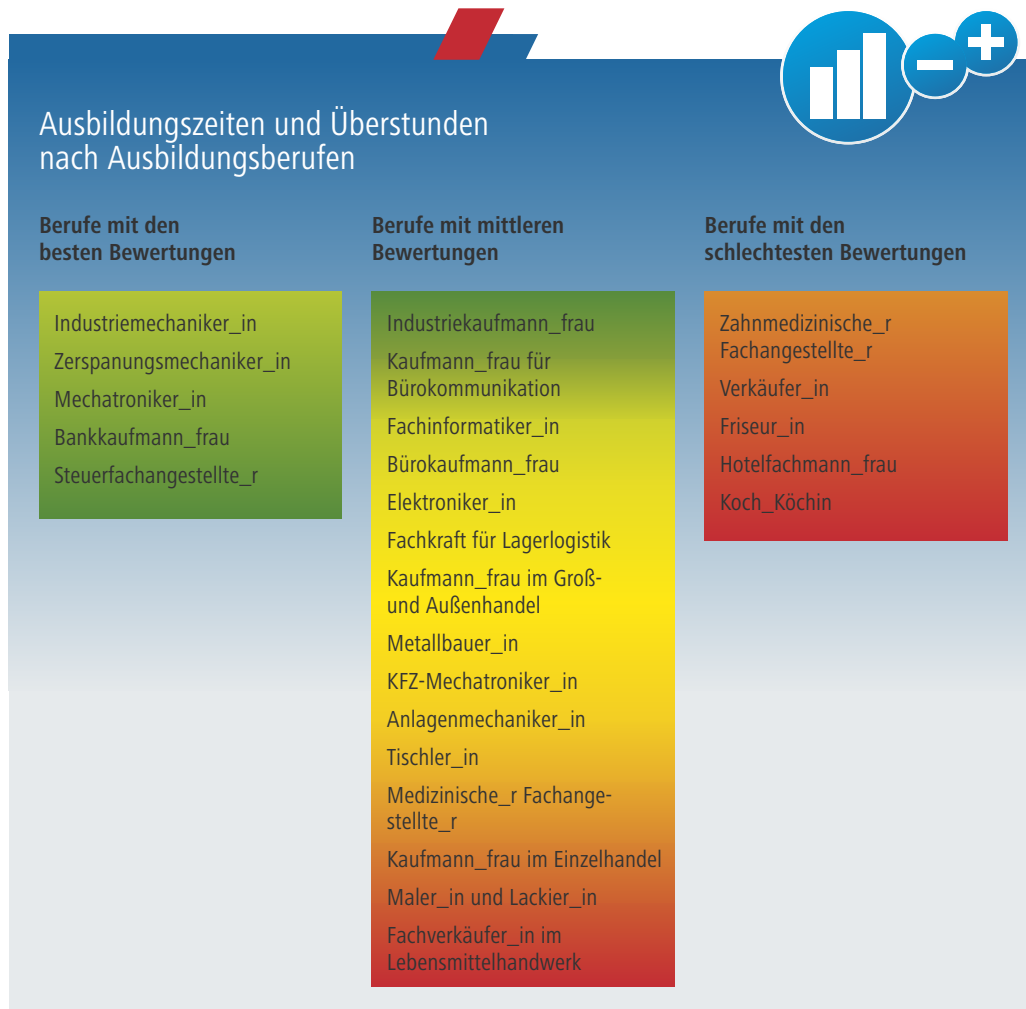 Ausbildungszeiten und Überstunden
nach Ausbildungsberufen
Berufe mit den
besten Bewertungen
Industriemechaniker_in
Zerspanungsmechaniker_in
Mechatroniker_in
Bankkaufmann_frau
Steuerfachangestellte_r
Berufe mit mittleren
Bewertungen
Industriekaufmann_frau
Kaufmann_frau für
Bürokommunikation
Fachinformatiker_in
Bürokaufmann_frau
Elektroniker_in
Fachkraft für Lagerlogistik
Kaufmann_frau im Groß-
und Außenhandel
Metallbauer_in
KFZ-Mechatroniker_in
Anlagenmechaniker_in
Tischler_in
Medizinische_r Fachange-
stellte_r
Kaufmann_frau im Einzelhandel
Maler_in und Lackier_in
Fachverkäufer_in im
Lebensmittelhandwerk
Berufe mit den
schlechtesten Bewertungen
Zahnmedizinische_r
Fachangestellte_r
Verkäufer_in
Friseur_in
Hotelfachmann_frau
Koch_Köchin